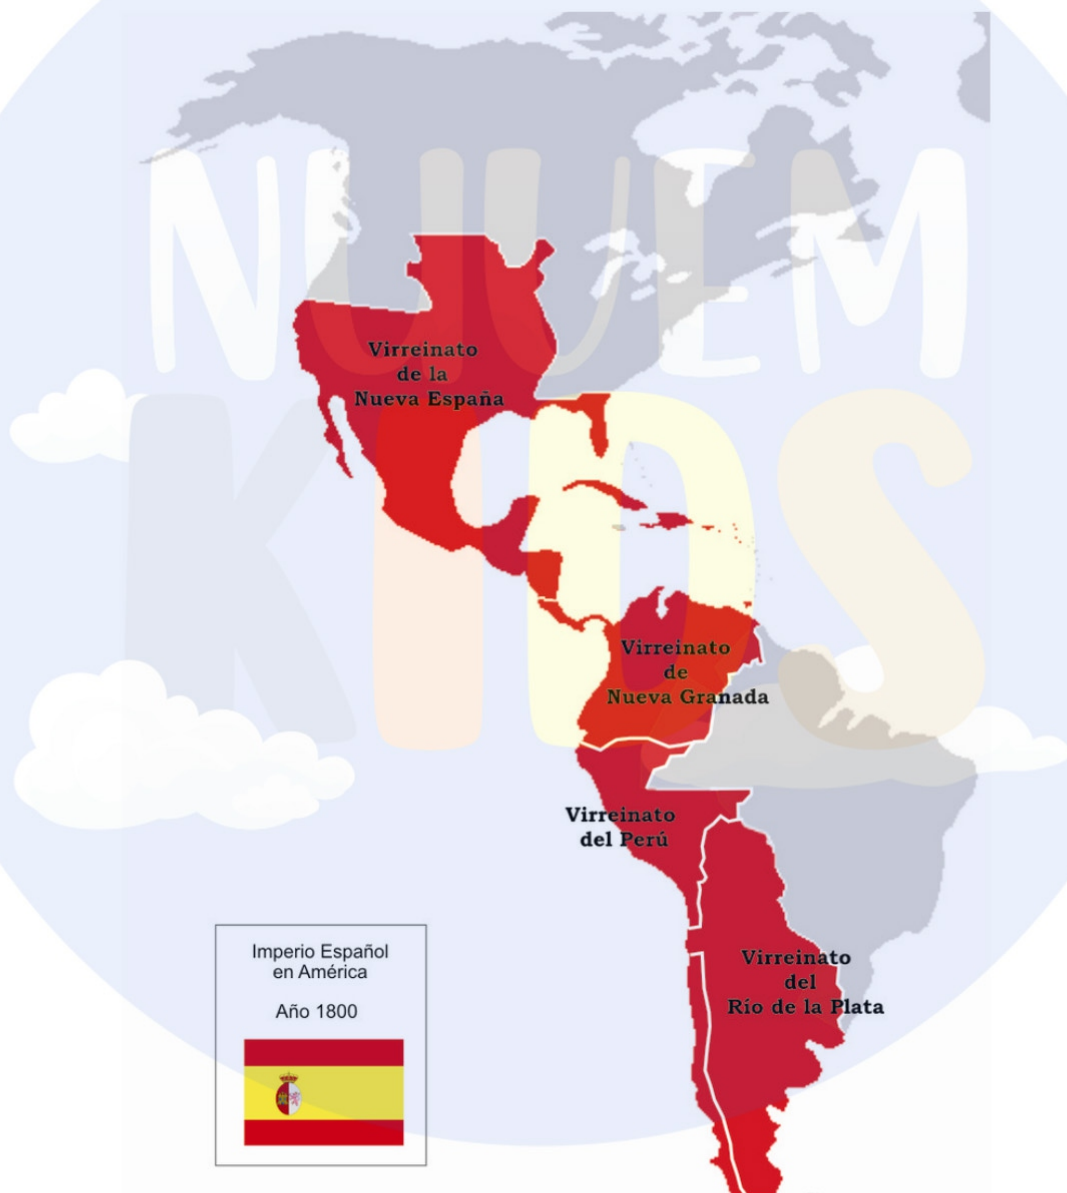 NUUEM
KIDS
Virreinato
de la
Nueva España
Virreinato
de
Nueva Granada
Virreinato
del Perú
Virreinato
del
Río de la Plata
Imperio Español
en América
Año 1800